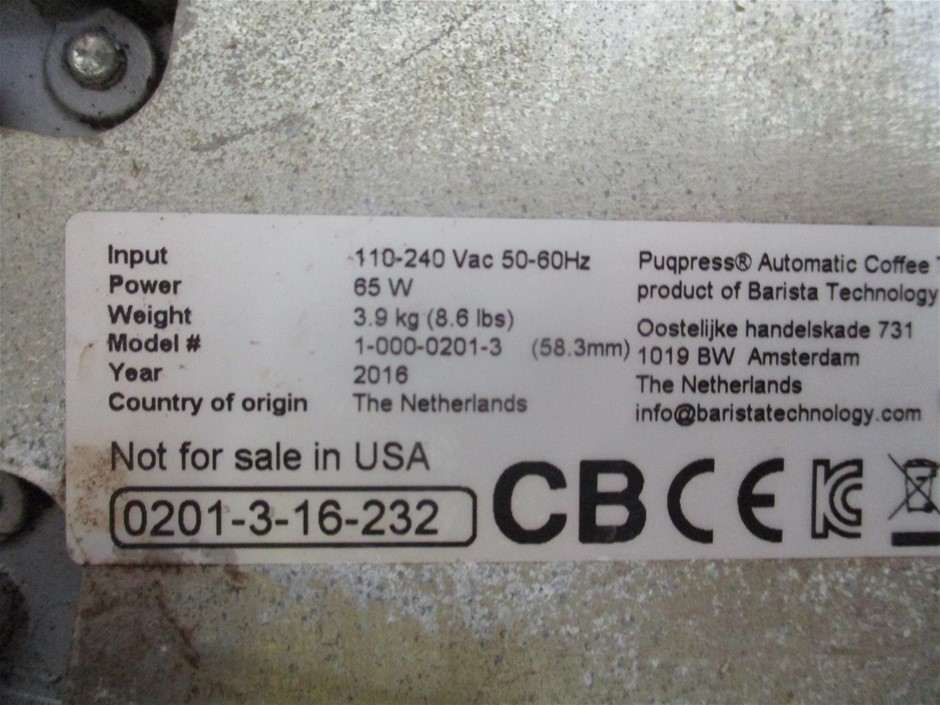 Input 110-240 Vac 50-60Hz
Power 65 W
Weight 3.9 kg (8.6 lbs)
Model # 1-000-0201-3 (58.3mm)
Year 2016
Country of origin The Netherlands
Puqpress® Automatic Coffee T
product of Barista Technology
Oostelijke handelskade 731
1019 BW Amsterdam
The Netherlands
info@baristatechnology.com
Not for sale in USA
0201-3-16-232
CB CE KC